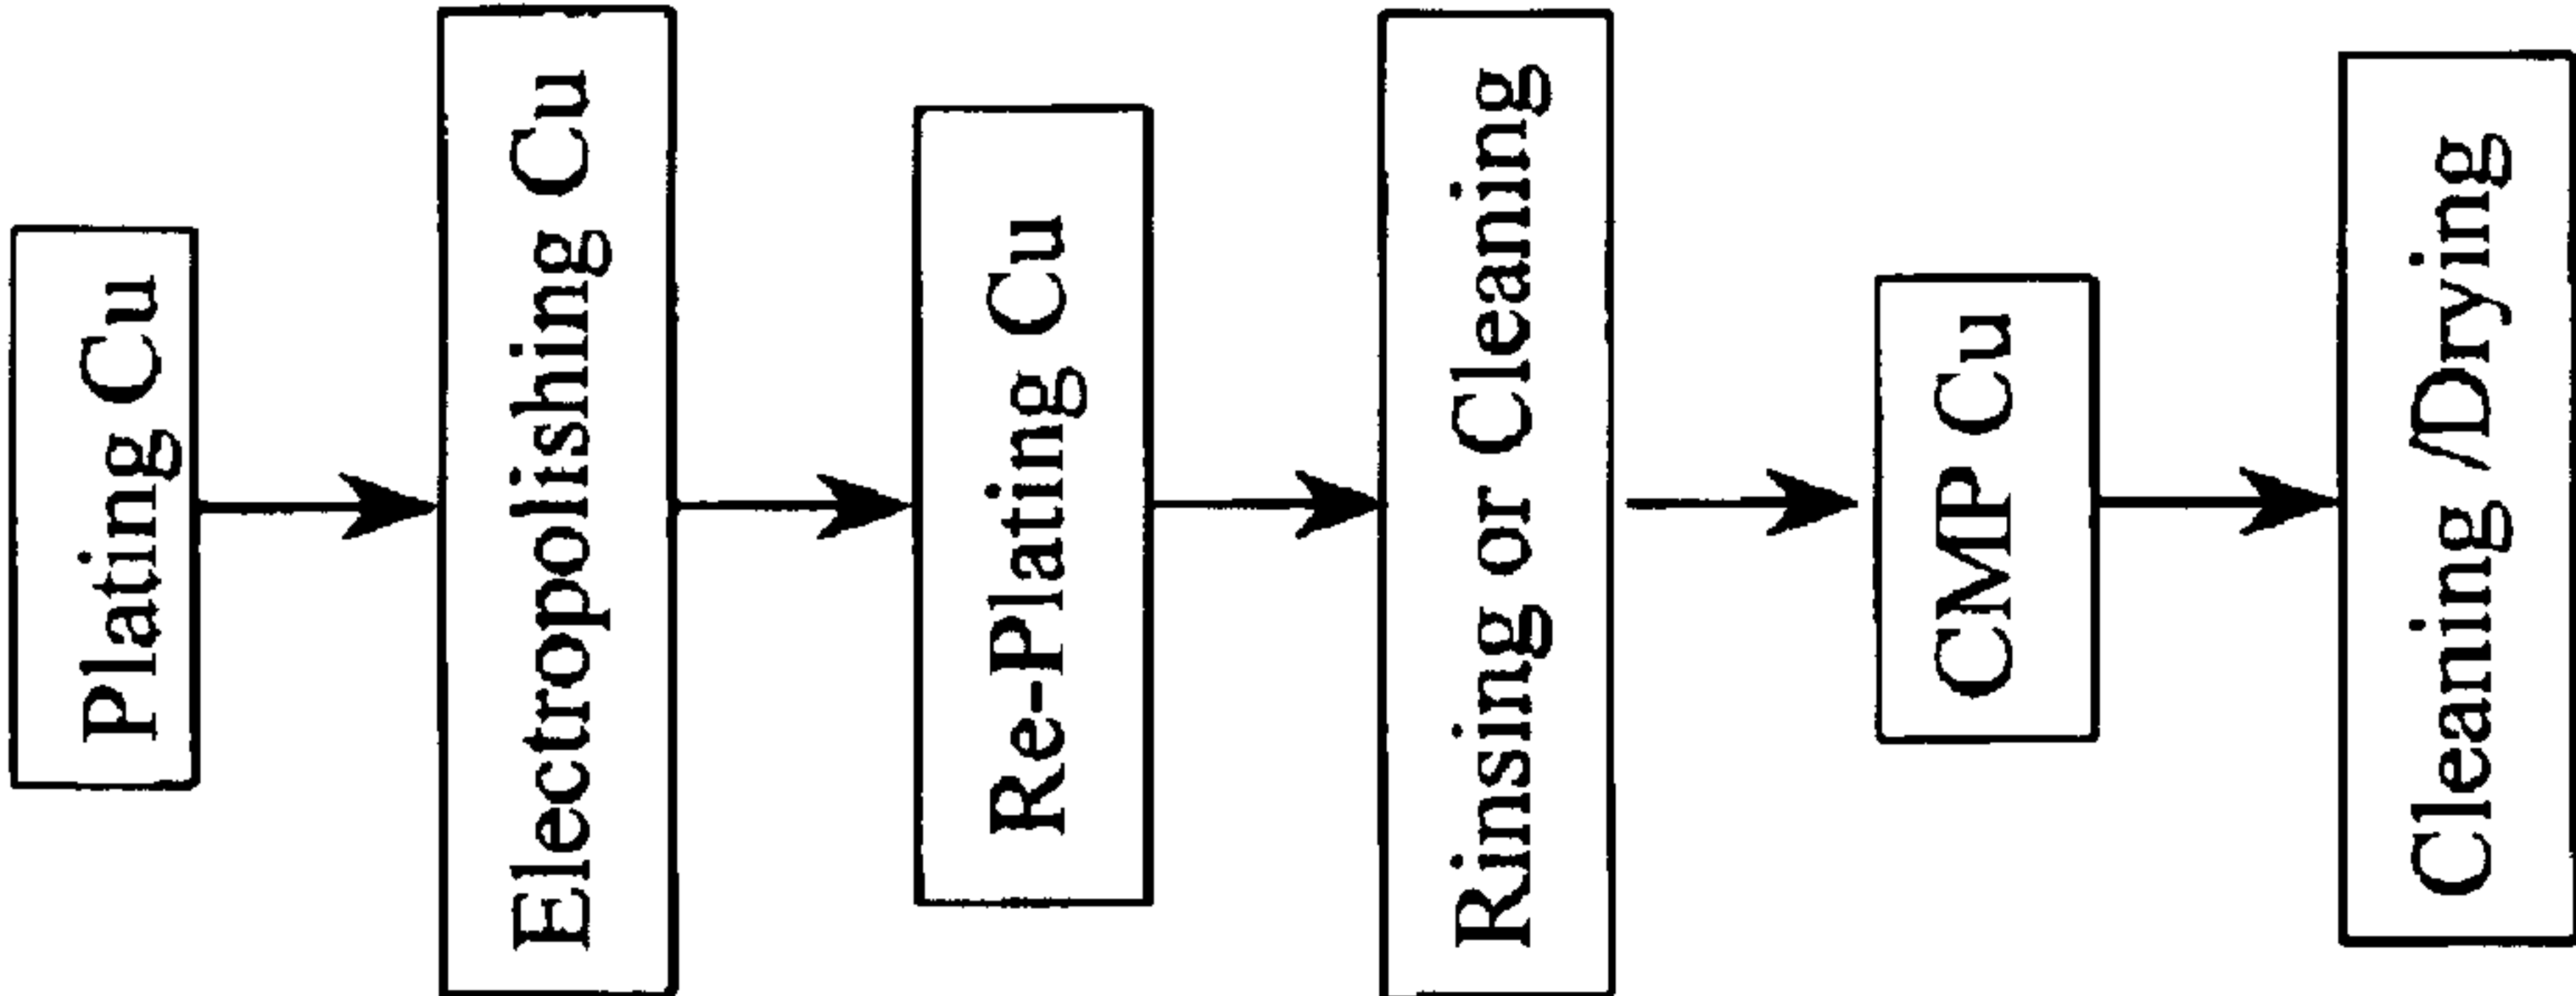 Plating Cu
Electropolishing Cu
Re-Plating Cu
Rinsing or Cleaning
CMP Cu
Cleaning /Drying